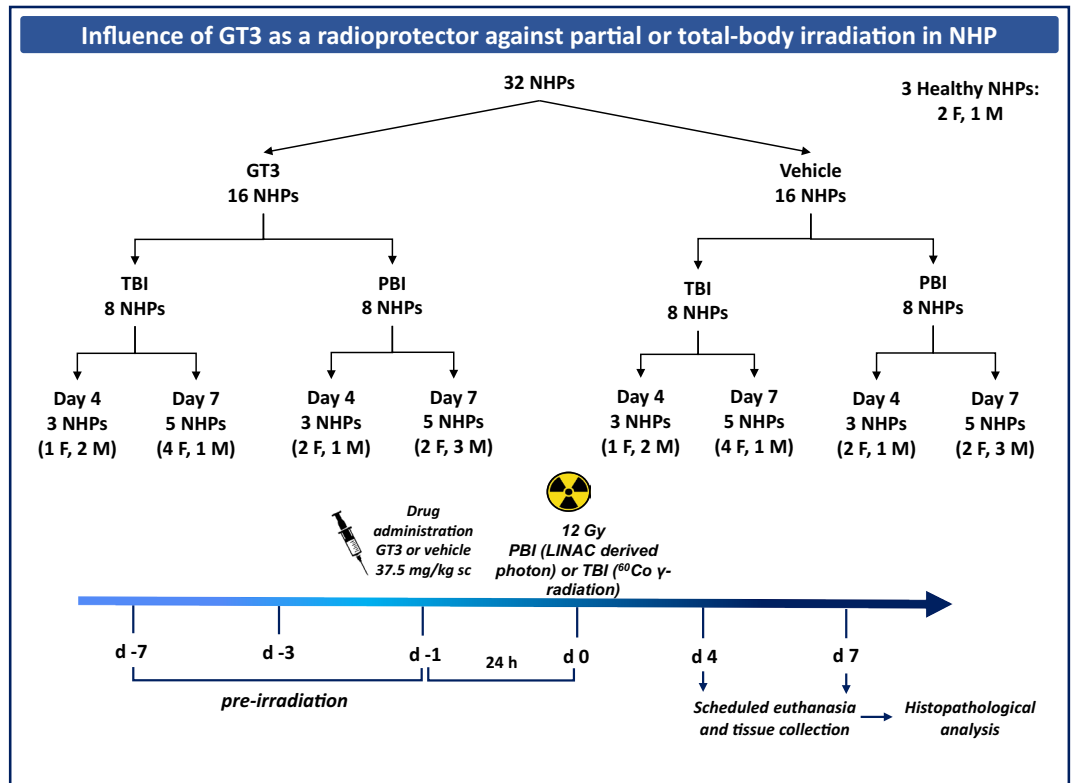 Influence of GT3 as a radioprotector against partial or total-body irradiation in NHP
32 NHPs
3 Healthy NHPs:
2 F, 1 M
GT3
16 NHPs
Vehicle
16 NHPs
TBI
8 NHPs
PBI
8 NHPs
TBI
8 NHPs
PBI
8 NHPs
Day 4
3 NHPs
(1 F, 2 M)
Day 7
5 NHPs
(4 F, 1 M)
Day 4
3 NHPs
(2 F, 1 M)
Day 7
5 NHPs
(2 F, 3 M)
Day 4
3 NHPs
(1 F, 2 M)
Day 7
5 NHPs
(4 F, 1 M)
Day 4
3 NHPs
(2 F, 1 M)
Day 7
5 NHPs
(2 F, 3 M)
Drug
administration
GT3 or vehicle
37.5 mg/kg sc
12 Gy
PBI (LINAC derived
photon) or TBI (⁶⁰Co γ-
radiation)
d -7
d -3
d -1
24 h
d 0
d 4
d 7
pre-irradiation
Scheduled euthanasia
and tissue collection
Histopathological
analysis